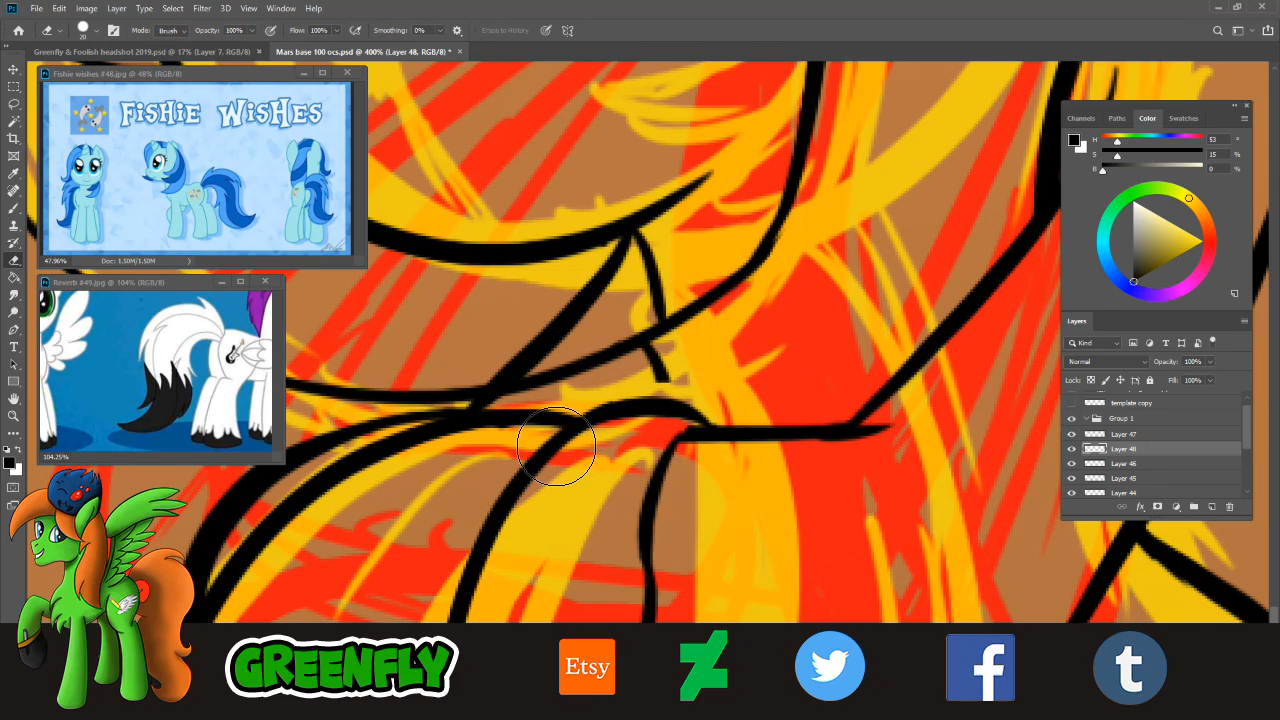 File Edit Image Layer Type Select Filter 3D View Window Help
20 Mode: Brush Opacity: 100% Flow: 100% Smoothing: 0% Erase to History
Greenfly & Foolish headshot 2019.psd @ 17% (Layer 7, RGB/8) × Mars base 100 ocs.psd @ 400% (Layer 48, RGB/8) * ×
Fishie wishes #48.jpg @ 48% (RGB/8)
Fishie Wishes
47.96% Doc: 1.50M/1.50M
Reverb #49.jpg @ 104% (RGB/8)
104.25%
Channels Paths Color Swatches
H 53 °
S 15 %
B 0 %
Layers
Kind
Normal Opacity: 100%
Lock: Fill: 100%
template copy
Group 1
Layer 47
Layer 48
Layer 46
Layer 45
Layer 44
fx
GREENFLY
Etsy
f
t